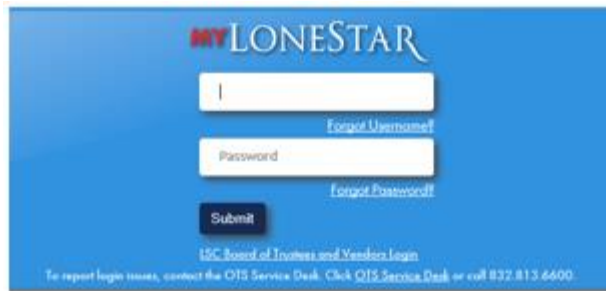 MYLONESTAR
Forgot Username?
Password
Forgot Password?
Submit
LSC Board of Trustees and Vendors Login
To report login issues, contact the OTS Service Desk. Click OTS Service Desk or call 832.813.6600.